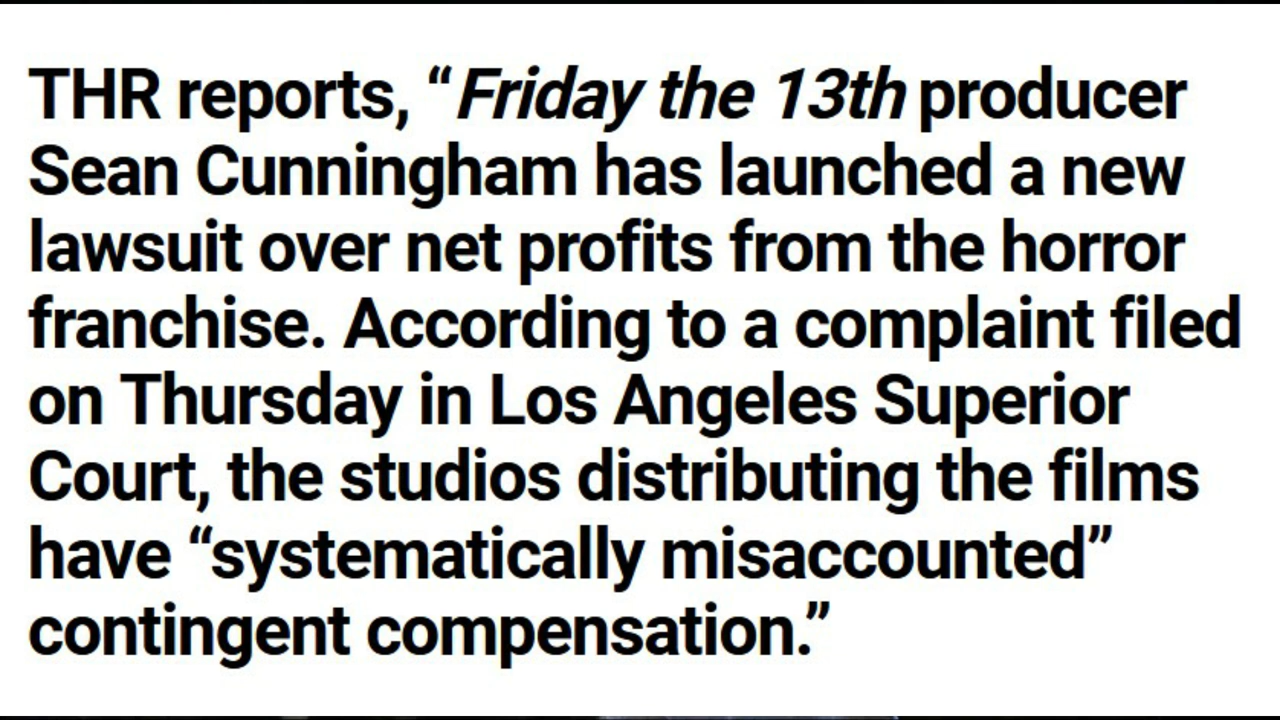 THR reports, “Friday the 13th producer
Sean Cunningham has launched a new
lawsuit over net profits from the horror
franchise. According to a complaint filed
on Thursday in Los Angeles Superior
Court, the studios distributing the films
have “systematically misaccounted”
contingent compensation.”